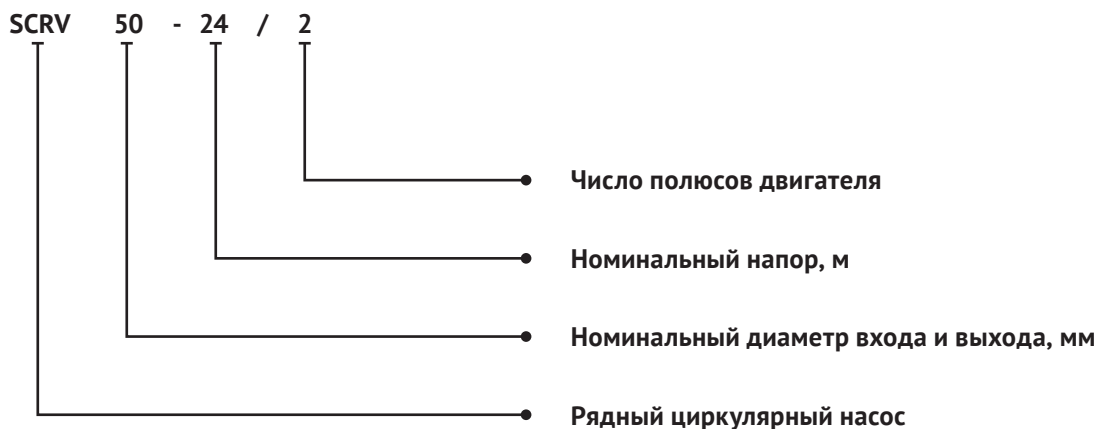 SCRV 50 - 24 / 2
Число полюсов двигателя
Номинальный напор, м
Номинальный диаметр входа и выхода, мм
Рядный циркулярный насос